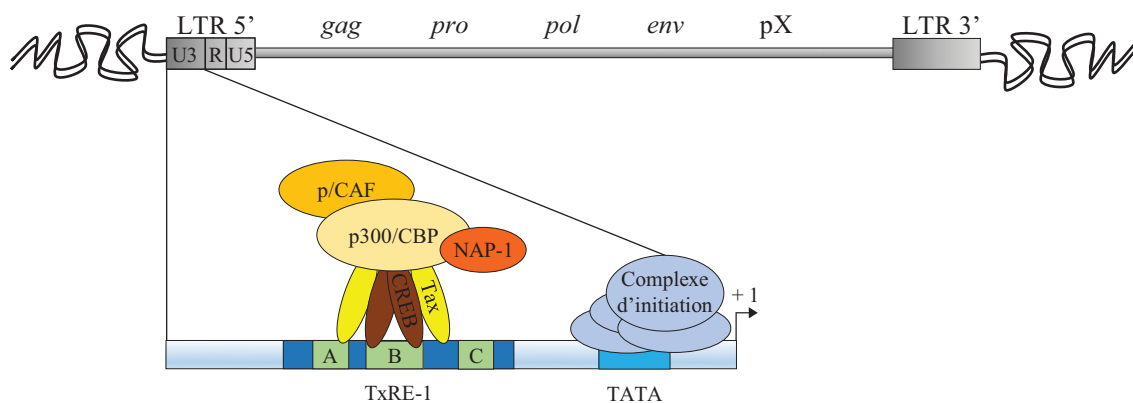 LTR 5’ gag pro pol env pX LTR 3’
U3 R U5
p/CAF
p300/CBP
NAP-1
CREB
Tax
Complexe
d’initiation
+ 1
A B C
TxRE-1 TATA